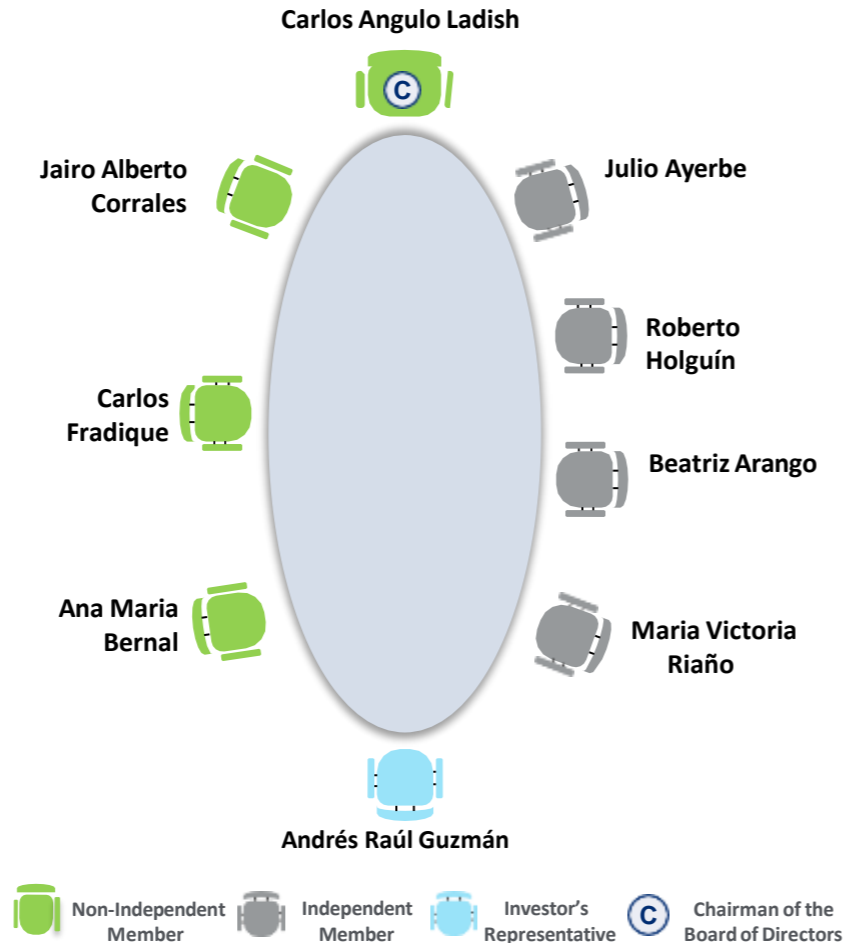 Carlos Angulo Ladish
C
Jairo Alberto
Corrales
Julio Ayerbe
Roberto
Holguín
Carlos
Fradique
Beatriz Arango
Ana Maria
Bernal
Maria Victoria
Riaño
Andrés Raúl Guzmán
Non-Independent
Member
Independent
Member
Investor's
Representative
C
Chairman of the
Board of Directors